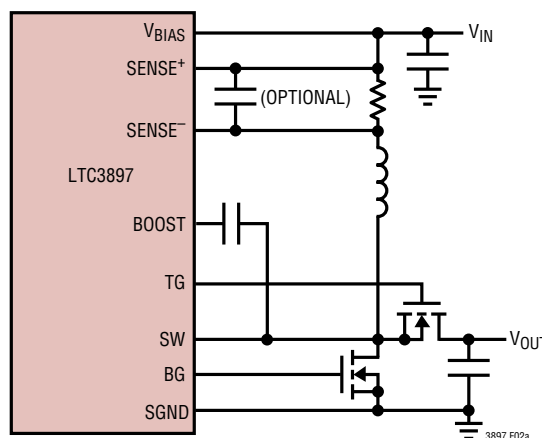 VBIAS
VIN
SENSE+
(OPTIONAL)
SENSE–
LTC3897
BOOST
TG
SW
VOUT
BG
SGND
3897 F02a